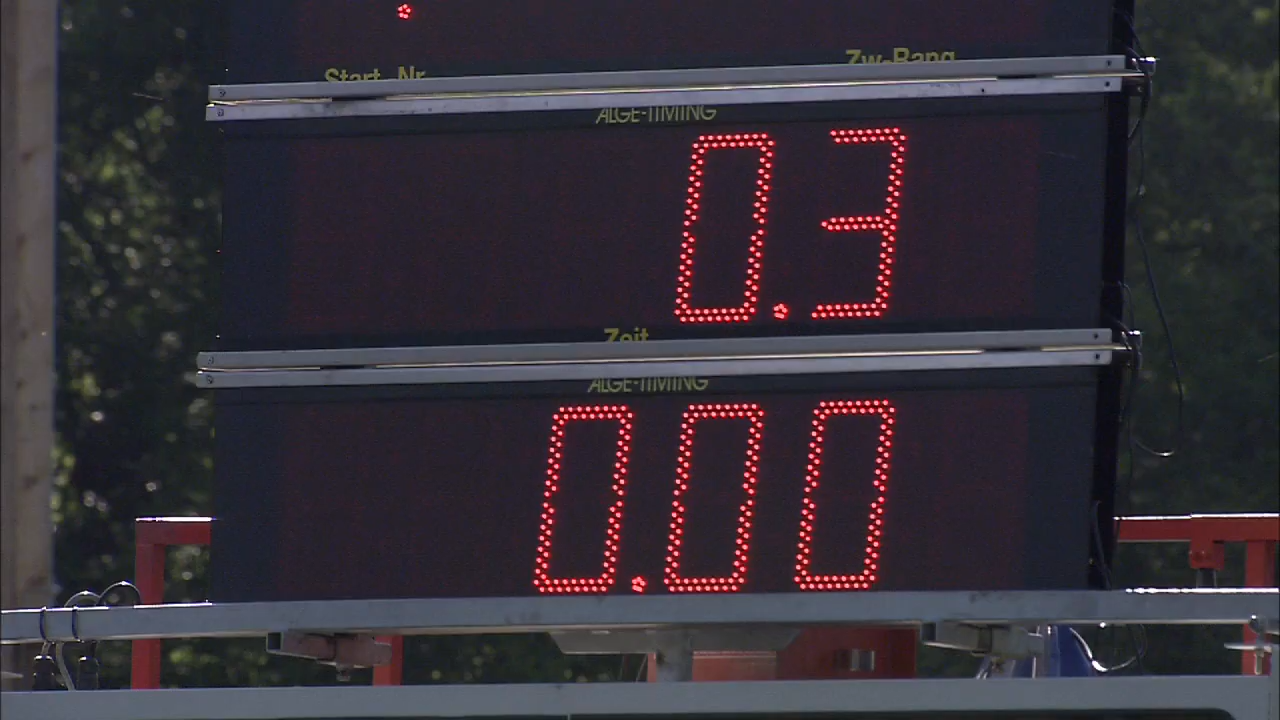 Start-Nr Zw-Rang
ALGE-TIMING
0.3
Zeit
ALGE-TIMING
0.00